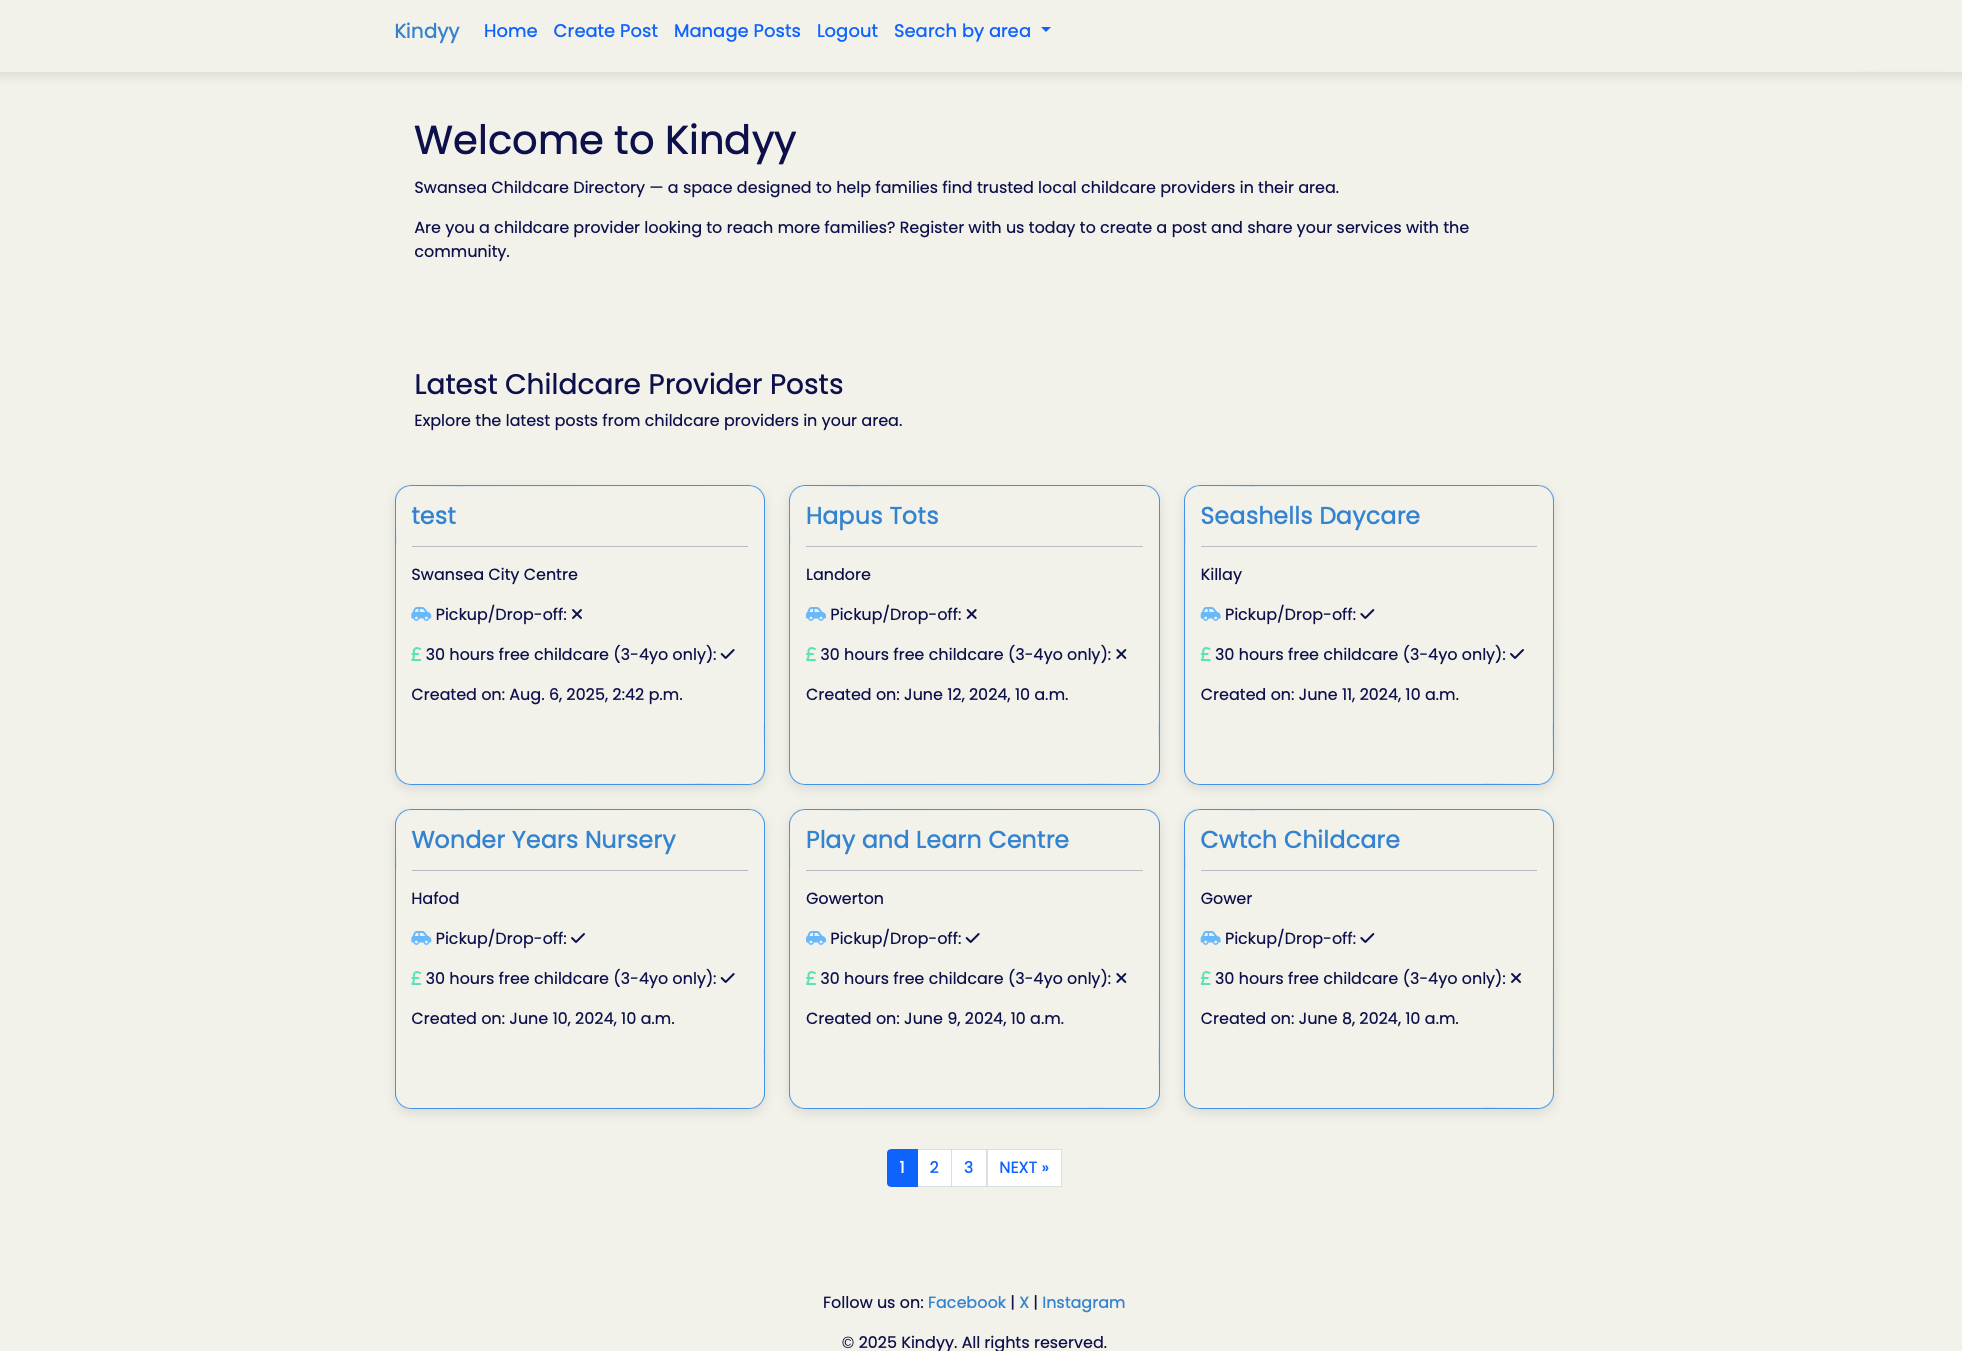 Kindyy Home Create Post Manage Posts Logout Search by area
Welcome to Kindyy
Swansea Childcare Directory — a space designed to help families find trusted local childcare providers in their area.
Are you a childcare provider looking to reach more families? Register with us today to create a post and share your services with the
community.
Latest Childcare Provider Posts
Explore the latest posts from childcare providers in your area.
test
Swansea City Centre
Pickup/Drop-off: ✕
£ 30 hours free childcare (3-4yo only): ✓
Created on: Aug. 6, 2025, 2:42 p.m.
Hapus Tots
Landore
Pickup/Drop-off: ✕
£ 30 hours free childcare (3-4yo only): ✕
Created on: June 12, 2024, 10 a.m.
Seashells Daycare
Killay
Pickup/Drop-off: ✓
£ 30 hours free childcare (3-4yo only): ✓
Created on: June 11, 2024, 10 a.m.
Wonder Years Nursery
Hafod
Pickup/Drop-off: ✓
£ 30 hours free childcare (3-4yo only): ✓
Created on: June 10, 2024, 10 a.m.
Play and Learn Centre
Gowerton
Pickup/Drop-off: ✓
£ 30 hours free childcare (3-4yo only): ✕
Created on: June 9, 2024, 10 a.m.
Cwtch Childcare
Gower
Pickup/Drop-off: ✓
£ 30 hours free childcare (3-4yo only): ✕
Created on: June 8, 2024, 10 a.m.
1 2 3 NEXT »
Follow us on: Facebook | X | Instagram
© 2025 Kindyy. All rights reserved.